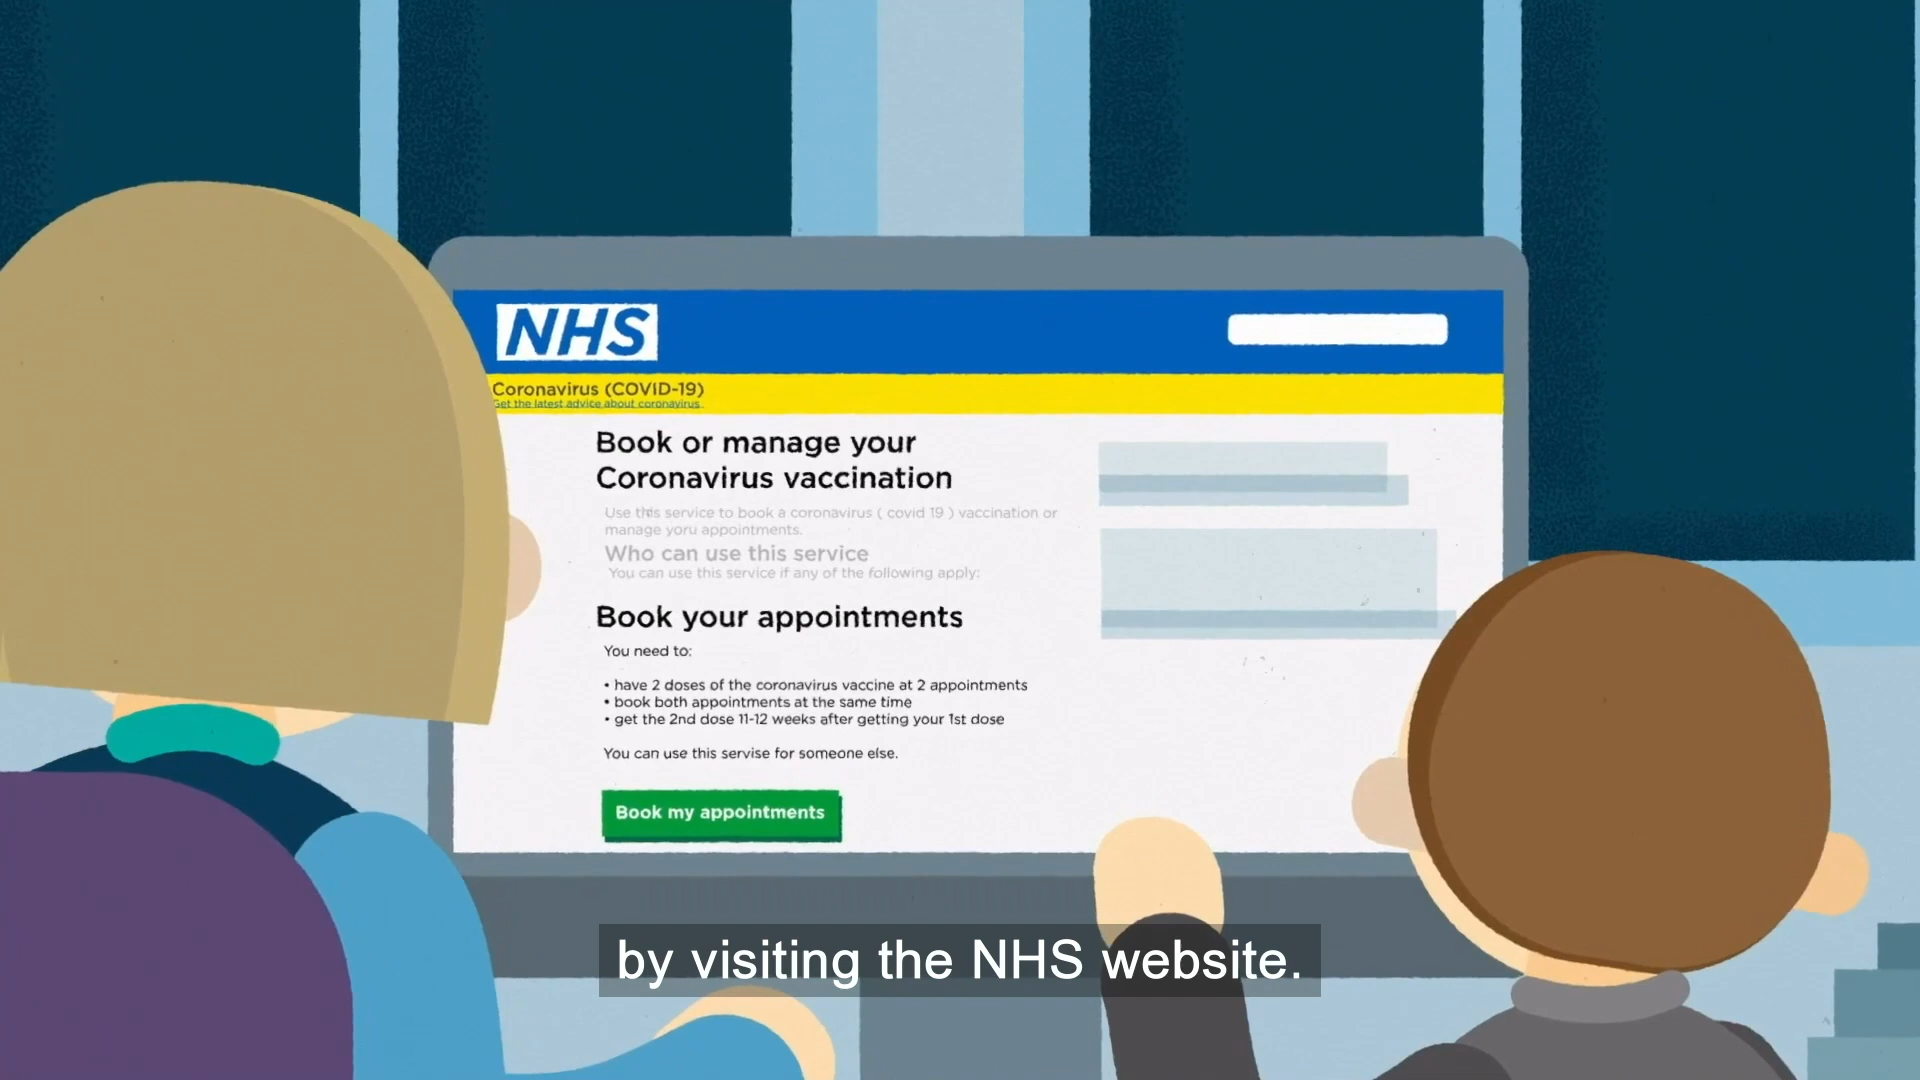 NHS
Coronavirus (COVID-19)
Get the latest advice about coronavirus
Book or manage your
Coronavirus vaccination
Use this service to book a coronavirus ( covid 19 ) vaccination or
manage yoru appointments.
Who can use this service
You can use this service if any of the following apply:
Book your appointments
You need to:
• have 2 doses of the coronavirus vaccine at 2 appointments
• book both appointments at the same time
• get the 2nd dose 11-12 weeks after getting your 1st dose
You can use this servise for someone else.
Book my appointments
by visiting the NHS website.